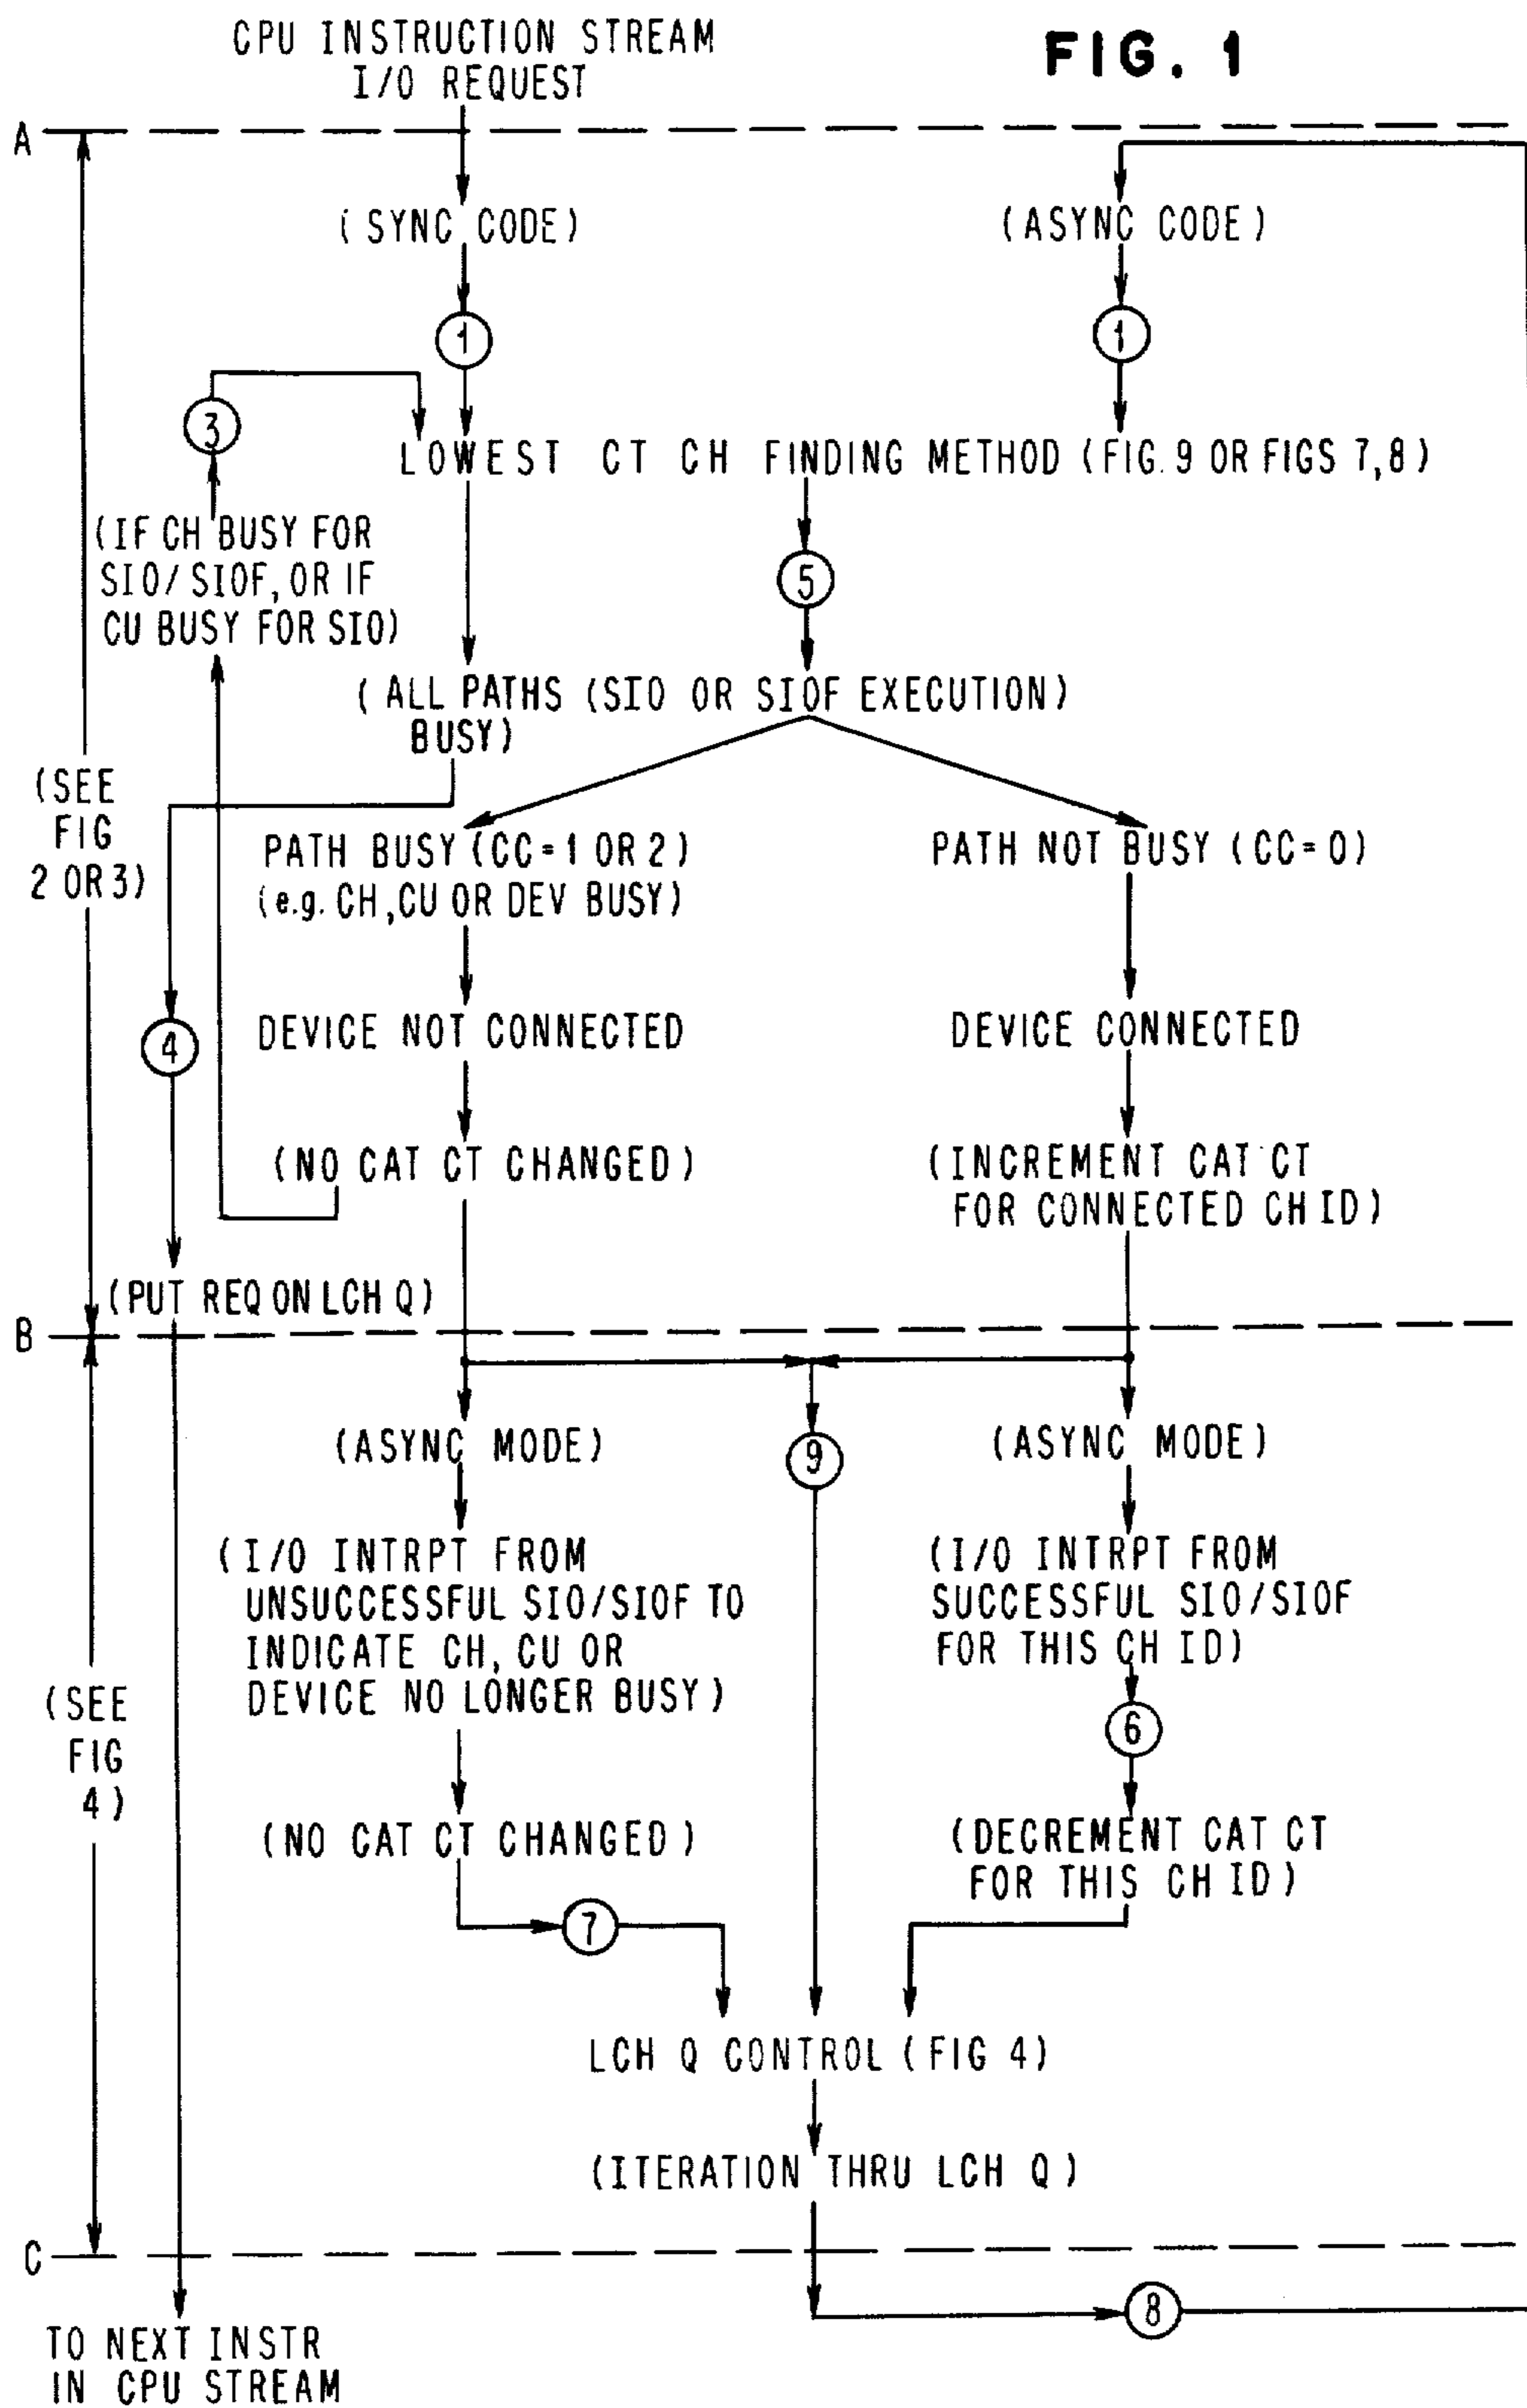 CPU INSTRUCTION STREAM
I/O REQUEST
FIG. 1
A
(SYNC CODE)
(ASYNC CODE)
1
1
3
LOWEST CT CH FINDING METHOD (FIG. 9 OR FIGS 7,8)
(IF CH BUSY FOR
SIO/SIOF, OR IF
CU BUSY FOR SIO)
5
(ALL PATHS
BUSY)
(SIO OR SIOF EXECUTION)
(SEE
FIG
2 OR 3)
PATH BUSY (CC=1 OR 2)
(e.g. CH, CU OR DEV BUSY)
PATH NOT BUSY (CC=0)
4
DEVICE NOT CONNECTED
DEVICE CONNECTED
(NO CAT CT CHANGED)
(INCREMENT CAT CT
FOR CONNECTED CH ID)
(PUT REQ ON LCH Q)
B
(ASYNC MODE)
9
(ASYNC MODE)
(I/O INTRPT FROM
UNSUCCESSFUL SIO/SIOF TO
INDICATE CH, CU OR
DEVICE NO LONGER BUSY)
(I/O INTRPT FROM
SUCCESSFUL SIO/SIOF
FOR THIS CH ID)
(SEE
FIG
4)
6
(NO CAT CT CHANGED)
(DECREMENT CAT CT
FOR THIS CH ID)
7
LCH Q CONTROL (FIG 4)
(ITERATION THRU LCH Q)
C
8
TO NEXT INSTR
IN CPU STREAM